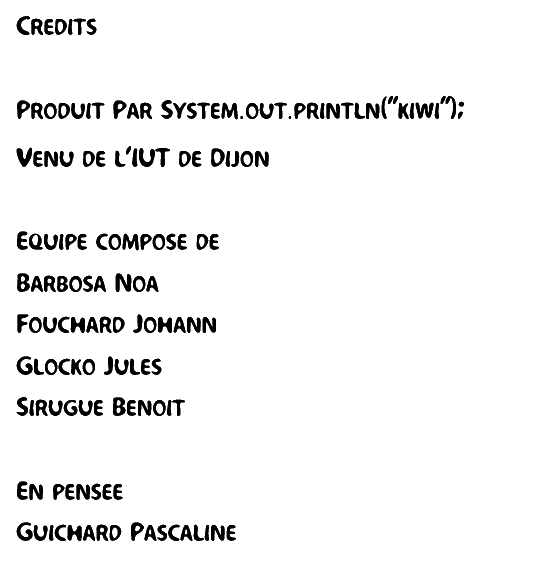 Credits
Produit Par System.out.println("kiwi");
Venu de l'IUT de Dijon
Equipe compose de
Barbosa Noa
Fouchard Johann
Glocko Jules
Sirugue Benoit
En pensee
Guichard Pascaline